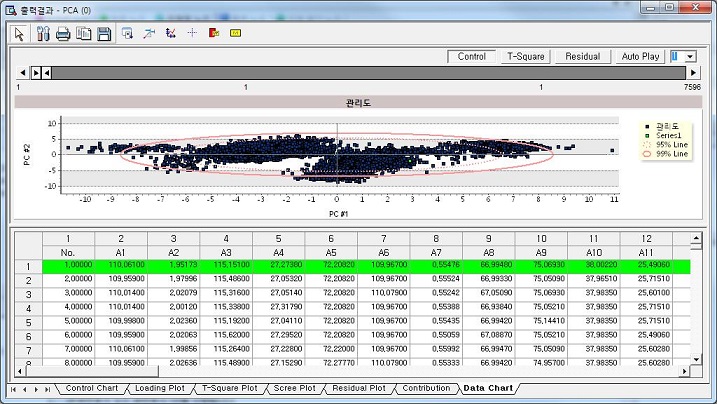 출력결과 - PCA (0)
Control T-Square Residual Auto Play 1
1 1 1 7596
관리도
PC #2
10
5
0
-5
-10
-10 -9 -8 -7 -6 -5 -4 -3 -2 -1 0 1 2 3 4 5 6 7 8 9 10 11
PC #1
관리도
Series1
95% Line
99% Line
1 2 3 4 5 6 7 8 9 10 11 12
No. A1 A2 A3 A4 A5 A6 A7 A8 A9 A10 A11
1 1,00000 110,06100 1,95173 115,15100 27,27380 72,20820 109,96700 0,55476 66,99480 75,06930 38,00220 25,49060
2 2,00000 109,95900 1,97996 115,48600 27,05320 72,20820 109,96700 0,55524 66,99330 75,05090 37,96510 25,71510
3 3,00000 110,01400 2,02079 115,31600 27,05140 72,20820 110,07900 0,55242 67,05090 75,06930 37,98350 25,60100
4 4,00000 110,01400 2,00120 115,33800 27,31790 72,20820 109,96700 0,55388 66,93840 75,05210 37,98350 25,71510
5 5,00000 109,99800 2,02360 115,19200 27,04110 72,20820 109,96700 0,55435 66,99420 75,14410 37,98350 25,71510
6 6,00000 109,95900 2,02063 115,62000 27,29520 72,20820 109,96700 0,55059 67,08870 75,05210 37,98350 25,49060
7 7,00000 110,06100 1,99856 115,26400 27,22800 72,22000 109,96700 0,55992 66,99470 75,05090 37,98350 25,60280
8 8,00000 109,95900 2,02636 115,48900 27,15290 72,27770 110,07900 0,55333 66,99420 74,95700 37,98350 25,60280
Control Chart Loading Plot T-Square Plot Scree Plot Residual Plot Contribution Data Chart